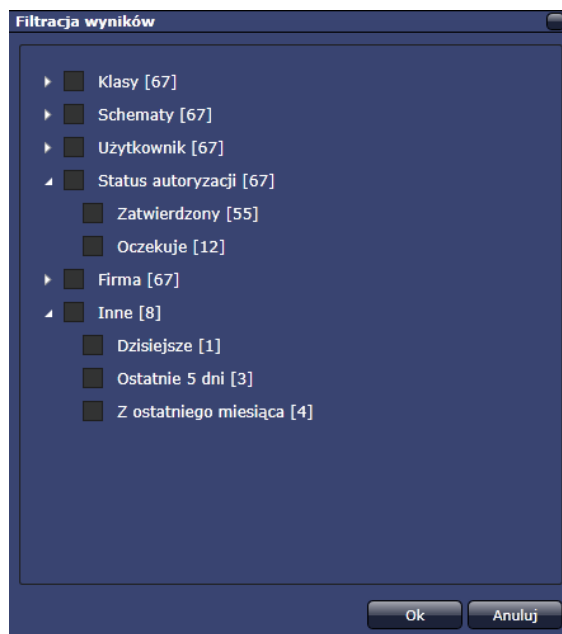 Filtracja wyników
Klasy [67]
Schematy [67]
Użytkownik [67]
Status autoryzacji [67]
Zatwierdzony [55]
Oczekuje [12]
Firma [67]
Inne [8]
Dzisiejsze [1]
Ostatnie 5 dni [3]
Z ostatniego miesiąca [4]
Ok Anuluj